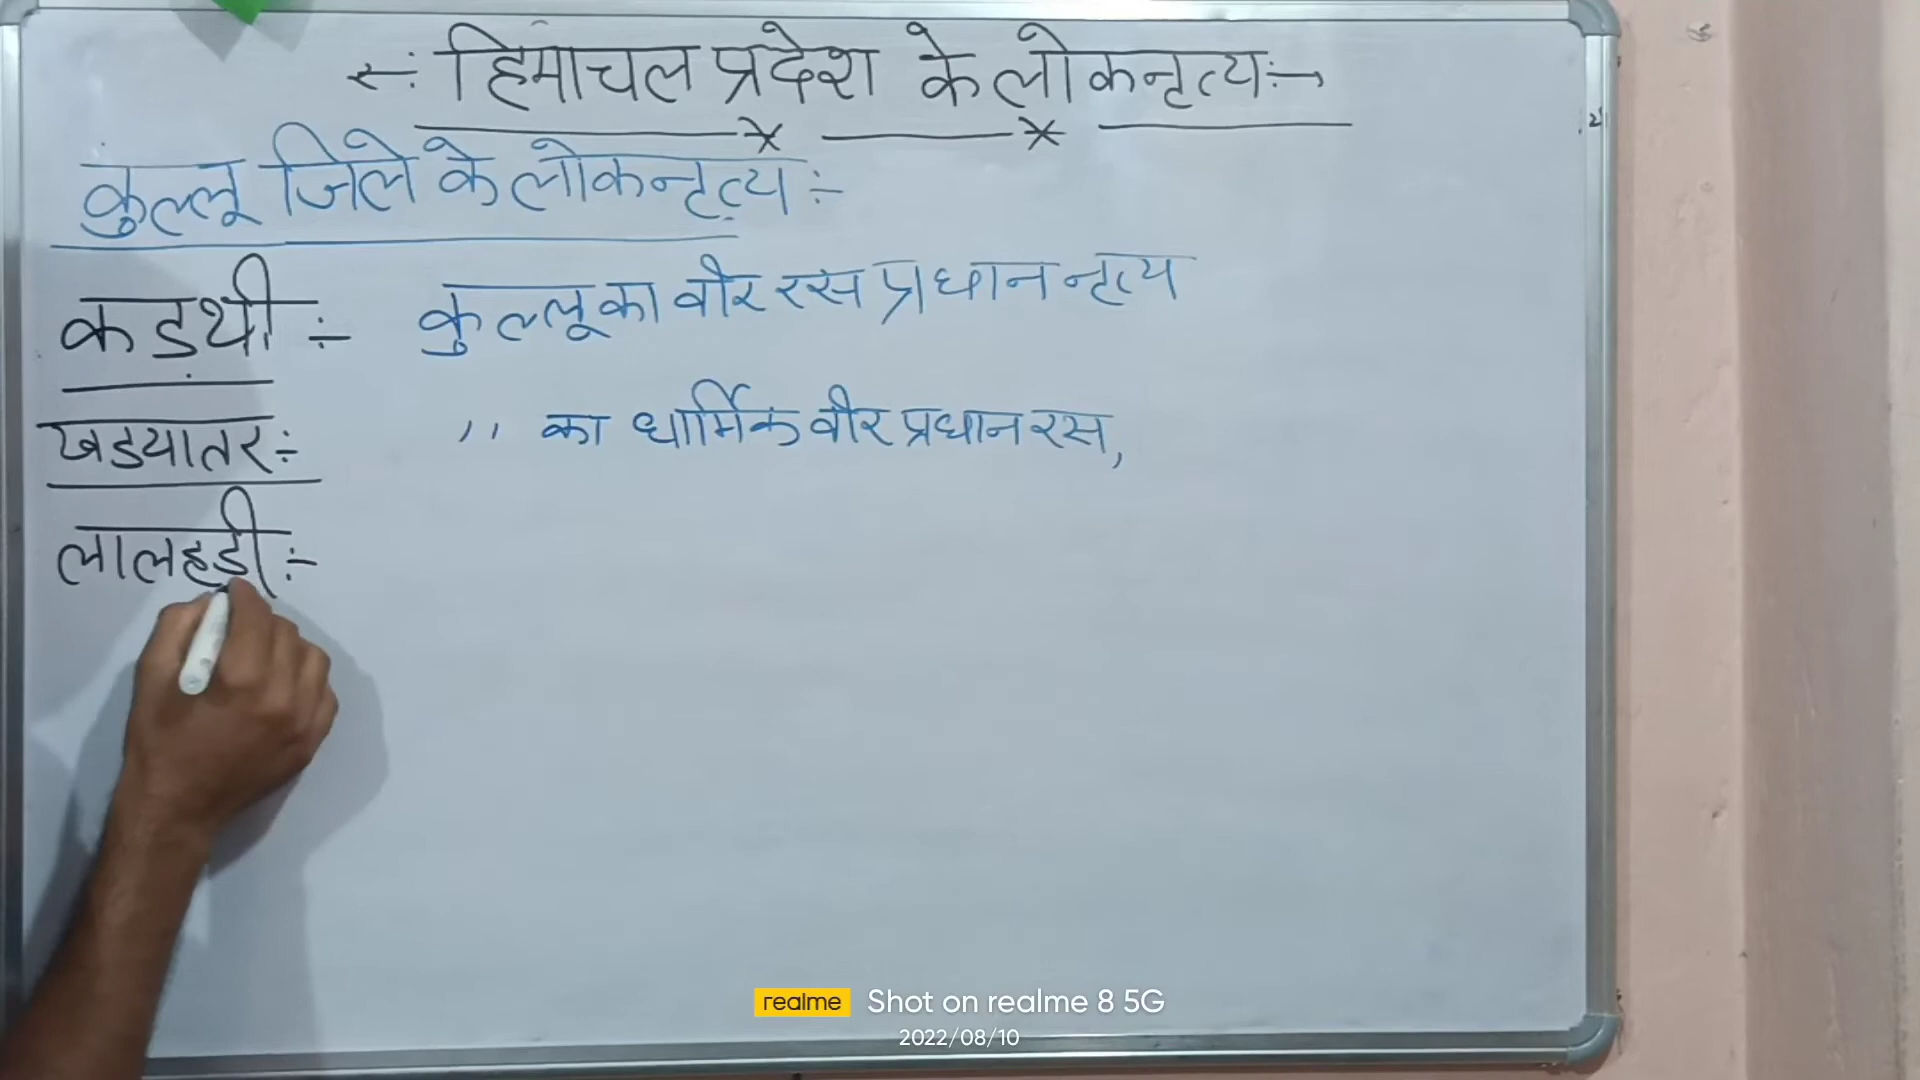 ←: हिमाचल प्रदेश के लोकनृत्य :→
कुल्लू जिले के लोकनृत्य :-
कड़थी :- कुल्लू का वीर रस प्रधान नृत्य
खडयातर :- ,, का धार्मिक वीर प्रधान रस,
लालहडी :-
realme Shot on realme 8 5G
2022/08/10